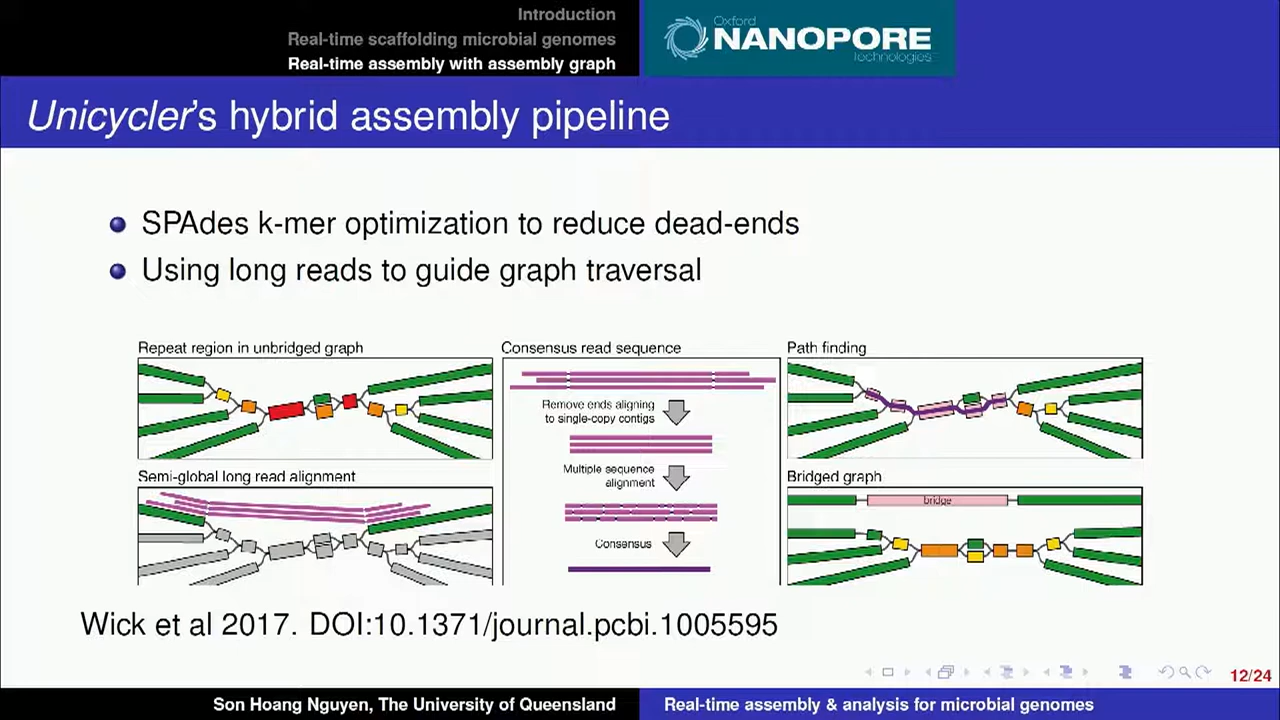 Introduction
Real-time scaffolding microbial genomes
Real-time assembly with assembly graph
Oxford
NANOPORE
Technologies
Unicycler's hybrid assembly pipeline
SPAdes k-mer optimization to reduce dead-ends
Using long reads to guide graph traversal
Repeat region in unbridged graph
Semi-global long read alignment
Consensus read sequence
Remove ends aligning
to single-copy contigs
Multiple sequence
alignment
Consensus
Path finding
Bridged graph
bridge
Wick et al 2017. DOI:10.1371/journal.pcbi.1005595
12/24
Son Hoang Nguyen, The University of Queensland
Real-time assembly & analysis for microbial genomes